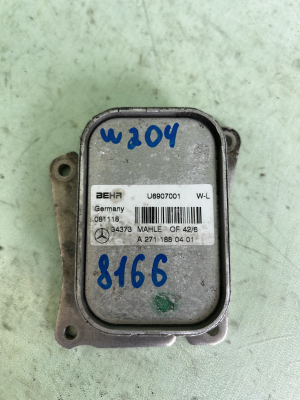 w204
BEHR U6907001 W-L
Germany
081118
34373 MAHLE OF 42/6
A 271 188 04 01
8166